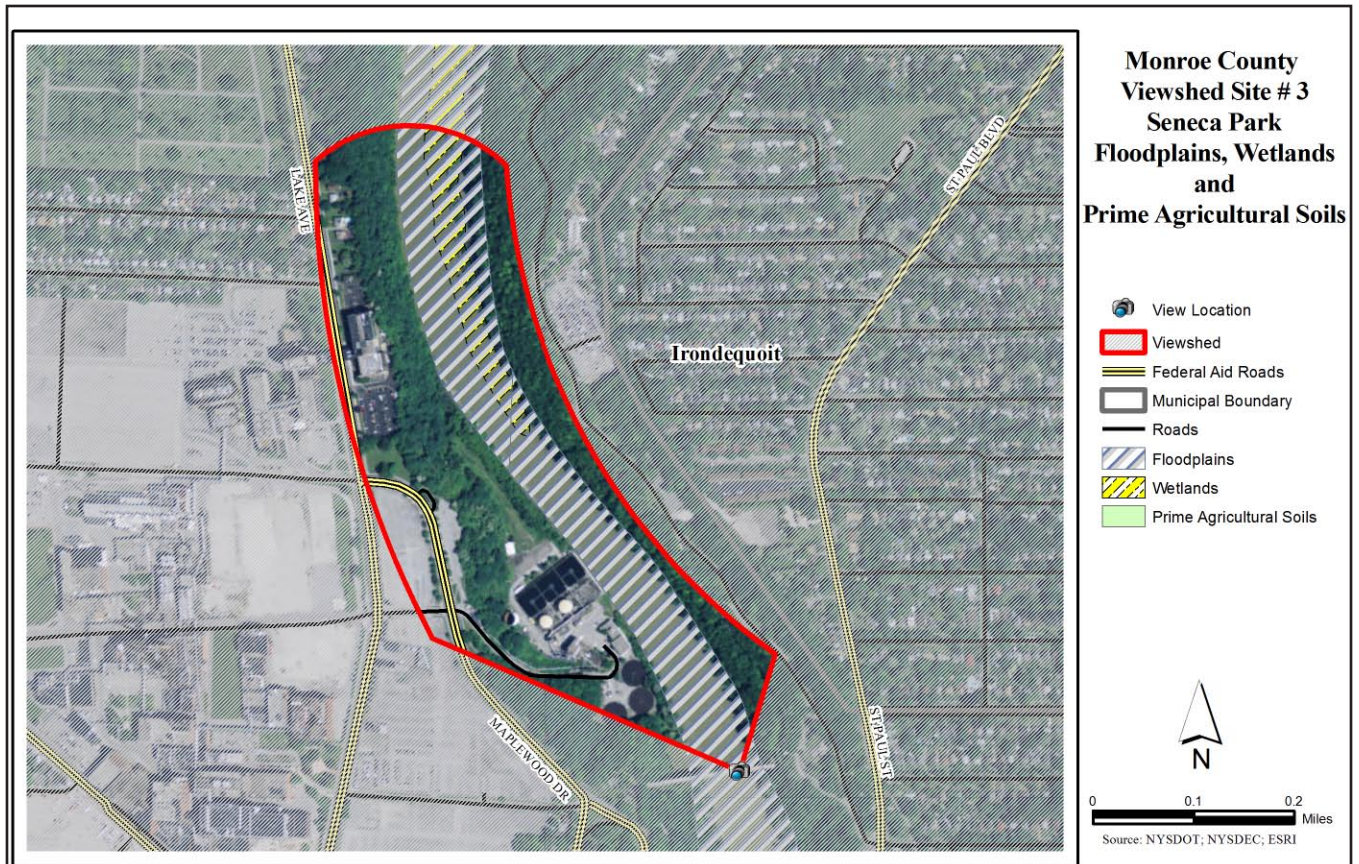 Monroe County
Viewshed Site # 3
Seneca Park
Floodplains, Wetlands
and
Prime Agricultural Soils
View Location
Viewshed
Federal Aid Roads
Municipal Boundary
Roads
Floodplains
Wetlands
Prime Agricultural Soils
N
0 0.1 0.2
Miles
Source: NYSDOT; NYSDEC; ESRI
LAKE AVE
ST PAUL BLVD
Irondequoit
MAPLEWOOD DR
ST PAUL ST